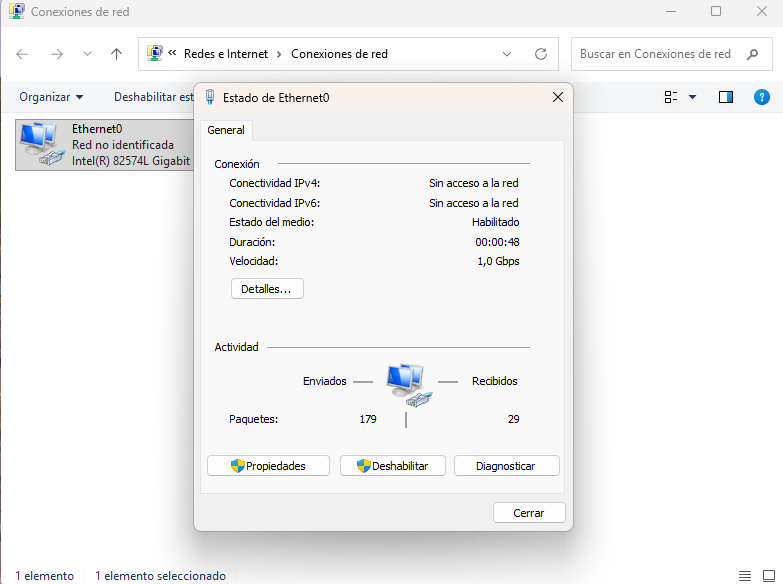 Conexiones de red
« Redes e Internet > Conexiones de red
Buscar en Conexiones de red
Organizar
Deshabilitar est
?
Ethernet0
Red no identificada
Intel(R) 82574L Gigabit
Estado de Ethernet0
General
Conexión
Conectividad IPv4: Sin acceso a la red
Conectividad IPv6: Sin acceso a la red
Estado del medio: Habilitado
Duración: 00:00:48
Velocidad: 1,0 Gbps
Detalles...
Actividad
Enviados — — Recibidos
Paquetes: 179 | 29
Propiedades
Deshabilitar
Diagnosticar
Cerrar
1 elemento
1 elemento seleccionado